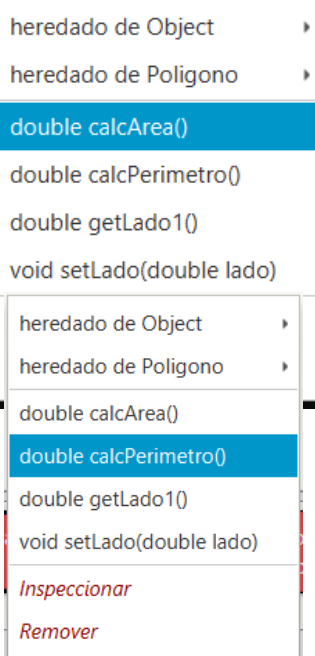 heredado de Object
heredado de Poligono
double calcArea()
double calcPerimetro()
double getLado1()
void setLado(double lado)
heredado de Object
heredado de Poligono
double calcArea()
double calcPerimetro()
double getLado1()
void setLado(double lado)
Inspeccionar
Remover